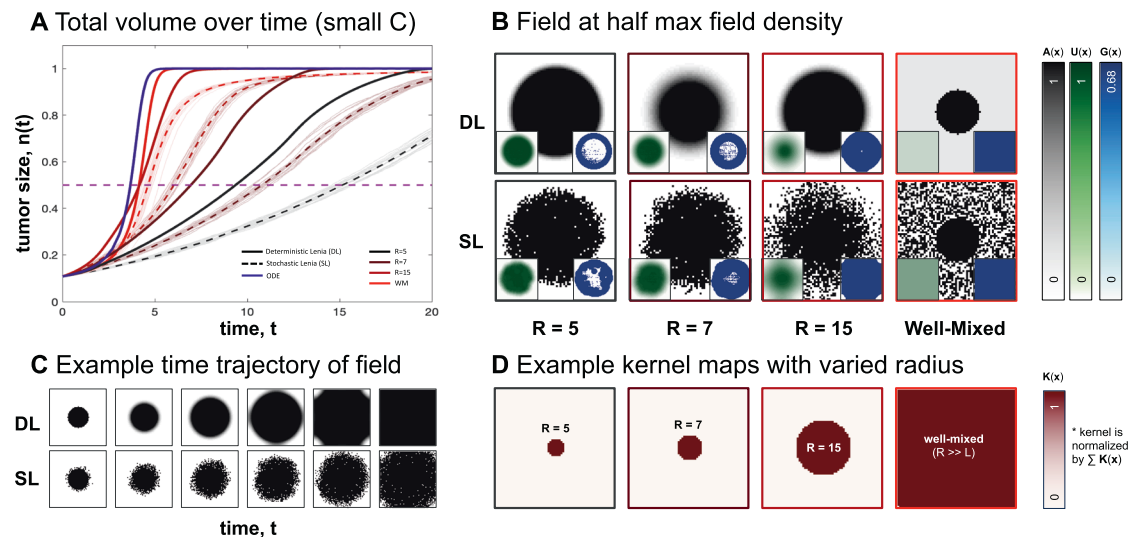 A Total volume over time (small C)
tumor size, n(t)
1
0.8
0.6
0.4
0.2
0
0 5 10 15 20
time, t
Deterministic Lenia (DL)
Stochastic Lenia (SL)
ODE
R=5
R=7
R=15
WM
B Field at half max field density
DL
SL
R = 5 R = 7 R = 15 Well-Mixed
A(x) U(x) G(x)
1 1 0.68
0 0 0
C Example time trajectory of field
DL
SL
time, t
D Example kernel maps with varied radius
R = 5
R = 7
R = 15
well-mixed
(R >> L)
K(x)
1
0
* kernel is
normalized
by ∑ K(x)